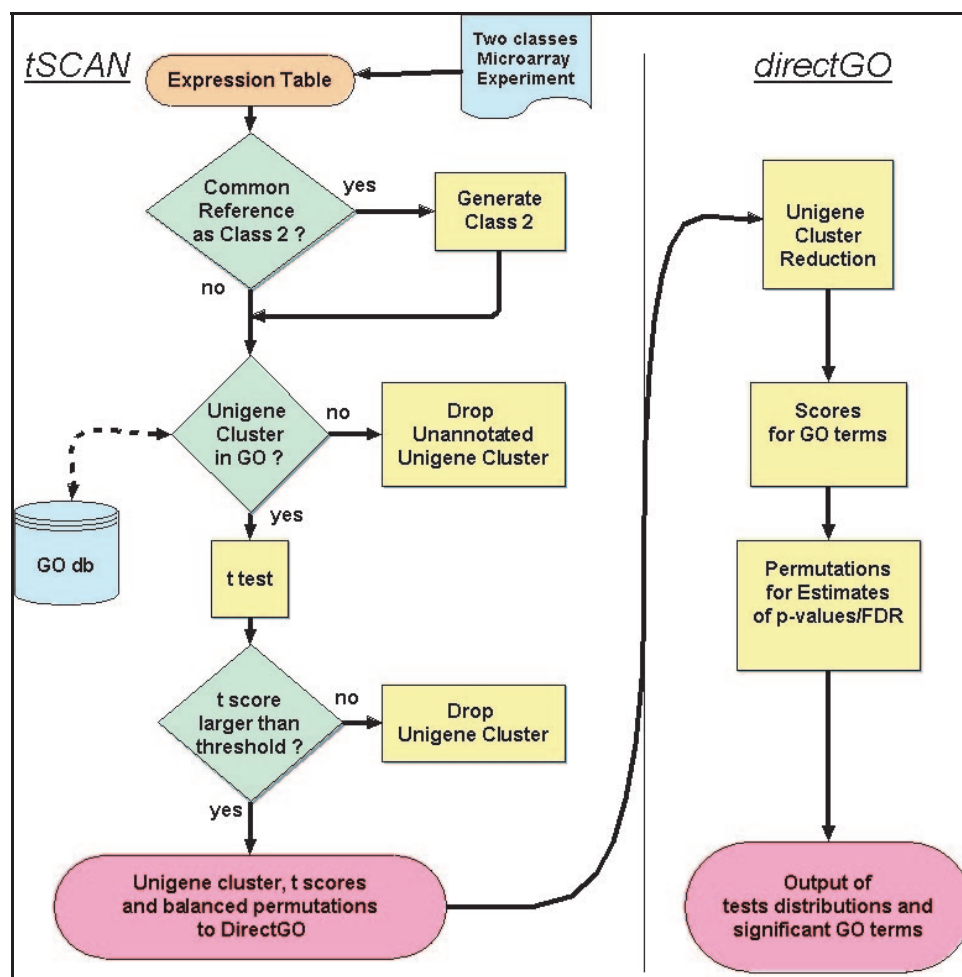 tSCAN
Two classes
Microarray
Experiment
directGO
Expression Table
Common
Reference
as Class 2 ?
yes
Generate
Class 2
no
Unigene
Cluster
in GO ?
no
Drop
Unannotated
Unigene Cluster
GO db
yes
t test
t score
larger than
threshold ?
no
Drop
Unigene Cluster
yes
Unigene cluster, t scores
and balanced permutations
to DirectGO
Unigene
Cluster
Reduction
Scores
for GO terms
Permutations
for Estimates
of p-values/FDR
Output of
tests distributions and
significant GO terms